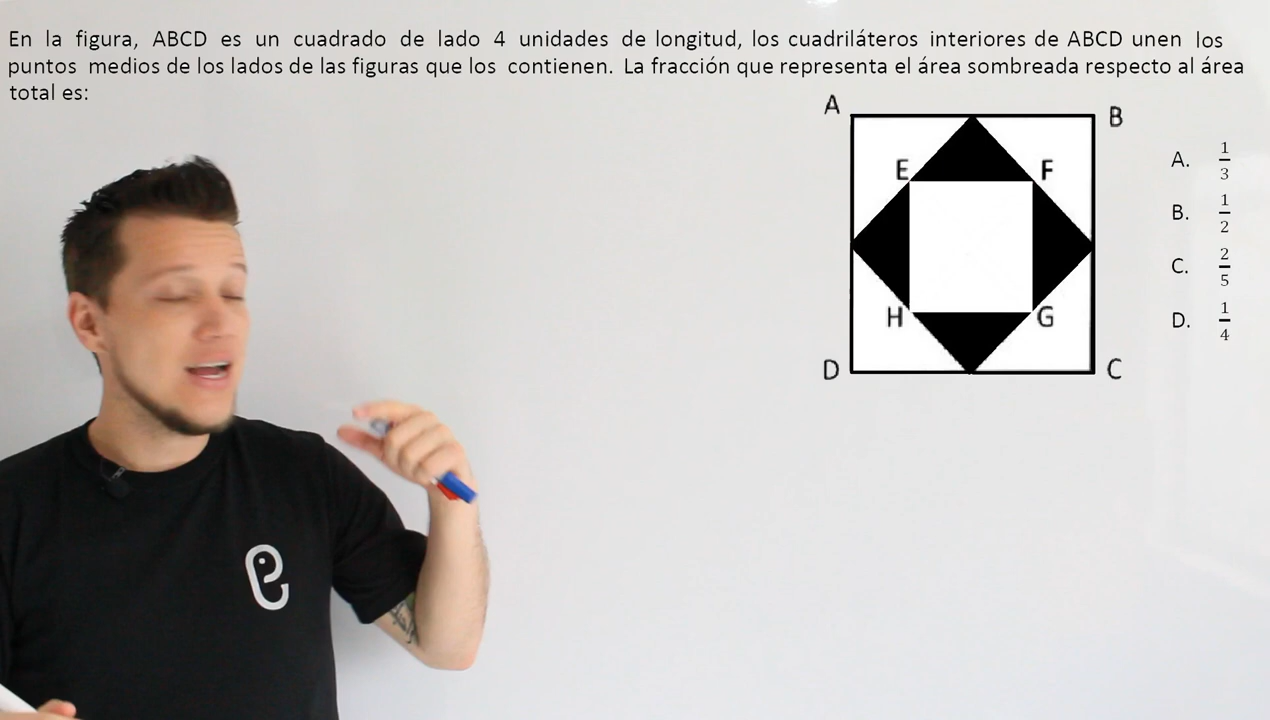 En la figura, ABCD es un cuadrado de lado 4 unidades de longitud, los cuadriláteros interiores de ABCD unen los
puntos medios de los lados de las figuras que los contienen. La fracción que representa el área sombreada respecto al área
total es:
A
B
E
F
H
G
D
C
A. 1/3
B. 1/2
C. 2/5
D. 1/4